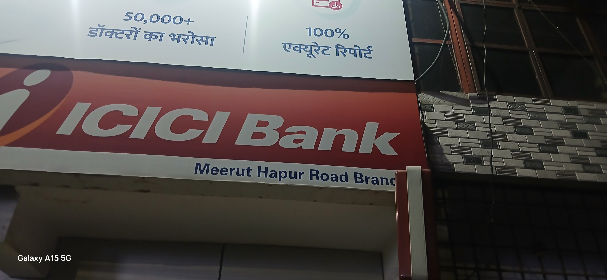 50,000+
डॉक्टरों का भरोसा
100%
एक्यूरेट रिपोर्ट
ICICI Bank
Meerut Hapur Road Branc
Galaxy A15 5G